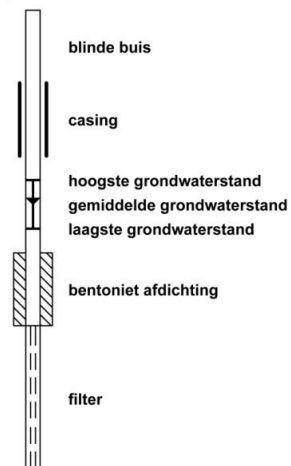 blinde buis
casing
hoogste grondwaterstand
gemiddelde grondwaterstand
laagste grondwaterstand
bentoniet afdichting
filter